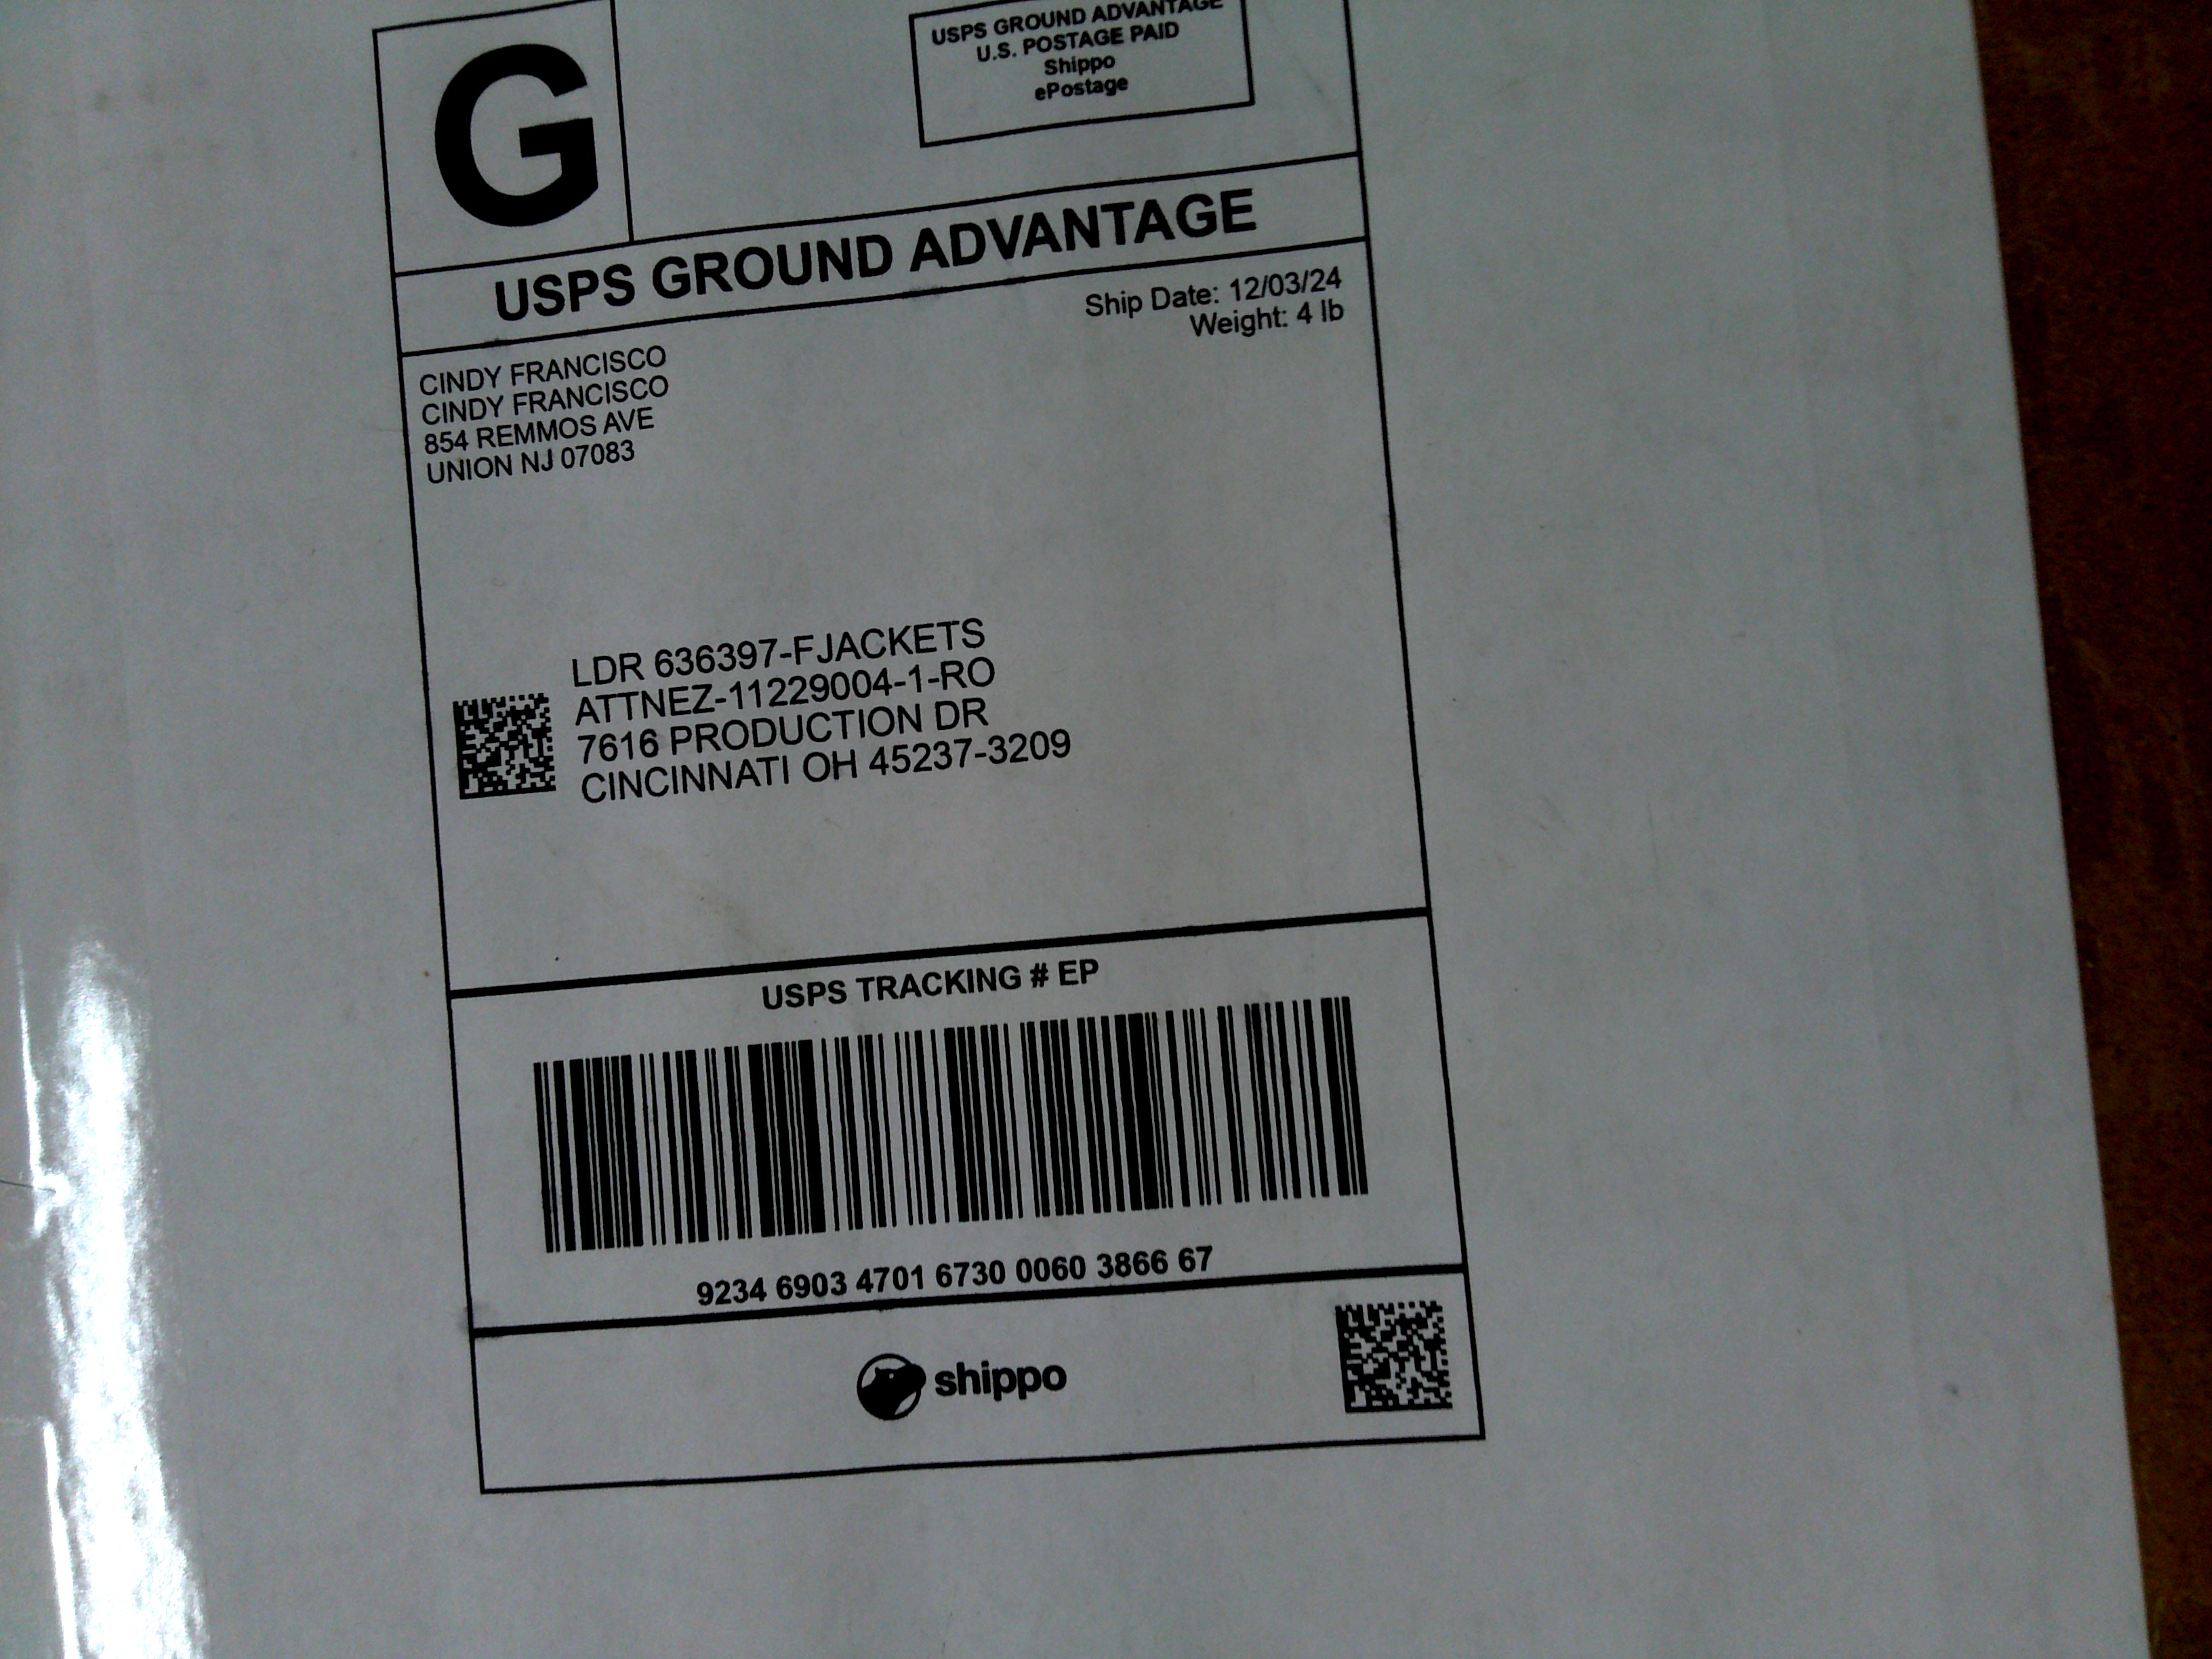 G
USPS GROUND ADVANTAGE
U.S. POSTAGE PAID
Shippo
ePostage
USPS GROUND ADVANTAGE
Ship Date: 12/03/24
Weight: 4 lb
CINDY FRANCISCO
CINDY FRANCISCO
854 REMMOS AVE
UNION NJ 07083
LDR 636397-FJACKETS
ATTNEZ-11229004-1-RO
7616 PRODUCTION DR
CINCINNATI OH 45237-3209
USPS TRACKING # EP
9234 6903 4701 6730 0060 3866 67
shippo